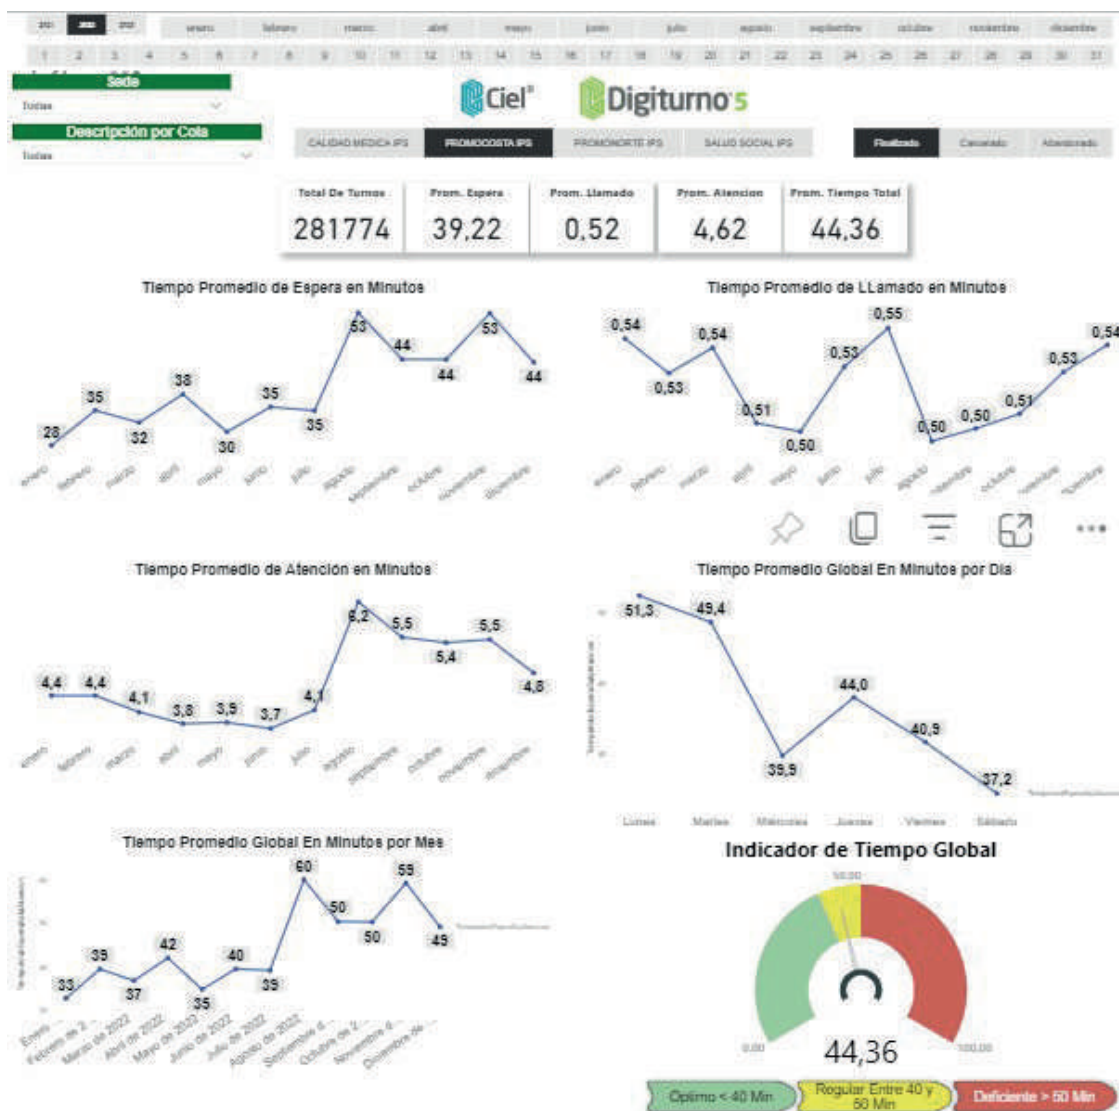 2021 2022 2023 enero febrero marzo abril mayo junio julio agosto septiembre octubre noviembre diciembre
1 2 3 4 5 6 7 8 9 10 11 12 13 14 15 16 17 18 19 20 21 22 23 24 25 26 27 28 29 30 31
Sede
Todas
Descripción por Cola
Todas
Ciel®
Digiturno·5
CALIDAD MEDICA IPS PROMOCOSTA IPS PROMONORTE IPS SALUD SOCIAL IPS
Finalizado Cancelado Abandonado
Total De Turnos Prom. Espera Prom. Llamado Prom. Atencion Prom. Tiempo Total
281774 39,22 0,52 4,62 44,36
Tiempo Promedio de Espera en Minutos
28 35 32 38 30 35 35 53 44 44 53 44
enero febrero marzo abril mayo junio julio agosto septiembre octubre noviembre diciembre
Tiempo Promedio de LLamado en Minutos
0,54 0,53 0,54 0,51 0,50 0,53 0,55 0,50 0,50 0,51 0,53 0,54
enero febrero marzo abril mayo junio julio agosto
Tiempo Promedio de Atención en Minutos
4,4 4,4 4,1 3,8 3,9 3,7 4,1 6,2 5,5 5,4 5,5 4,8
enero febrero marzo abril mayo junio julio agosto septiembre octubre noviembre diciembre
Tiempo Promedio Global En Minutos por Dia
51,3 49,4 39,9 44,0 40,9 37,2
Lunes Martes Miércoles Jueves Viernes Sábado
Tiempo Promedio Global En Minutos por Mes
33 39 37 42 35 40 39 60 50 50 59 49
Enero ... Febrero de 2 ... Marzo de 2022 Abril de 2022 Mayo de 2022 Junio de 2022 Julio de 2022 Agosto de 2022 Septiembre d... Octubre de 2... Noviembre d... Diciembre de ...
Indicador de Tiempo Global
50.00
0.00 100.00
44,36
Optimo < 40 Min
Regular Entre 40 y
50 Min
Deficiente > 50 Min